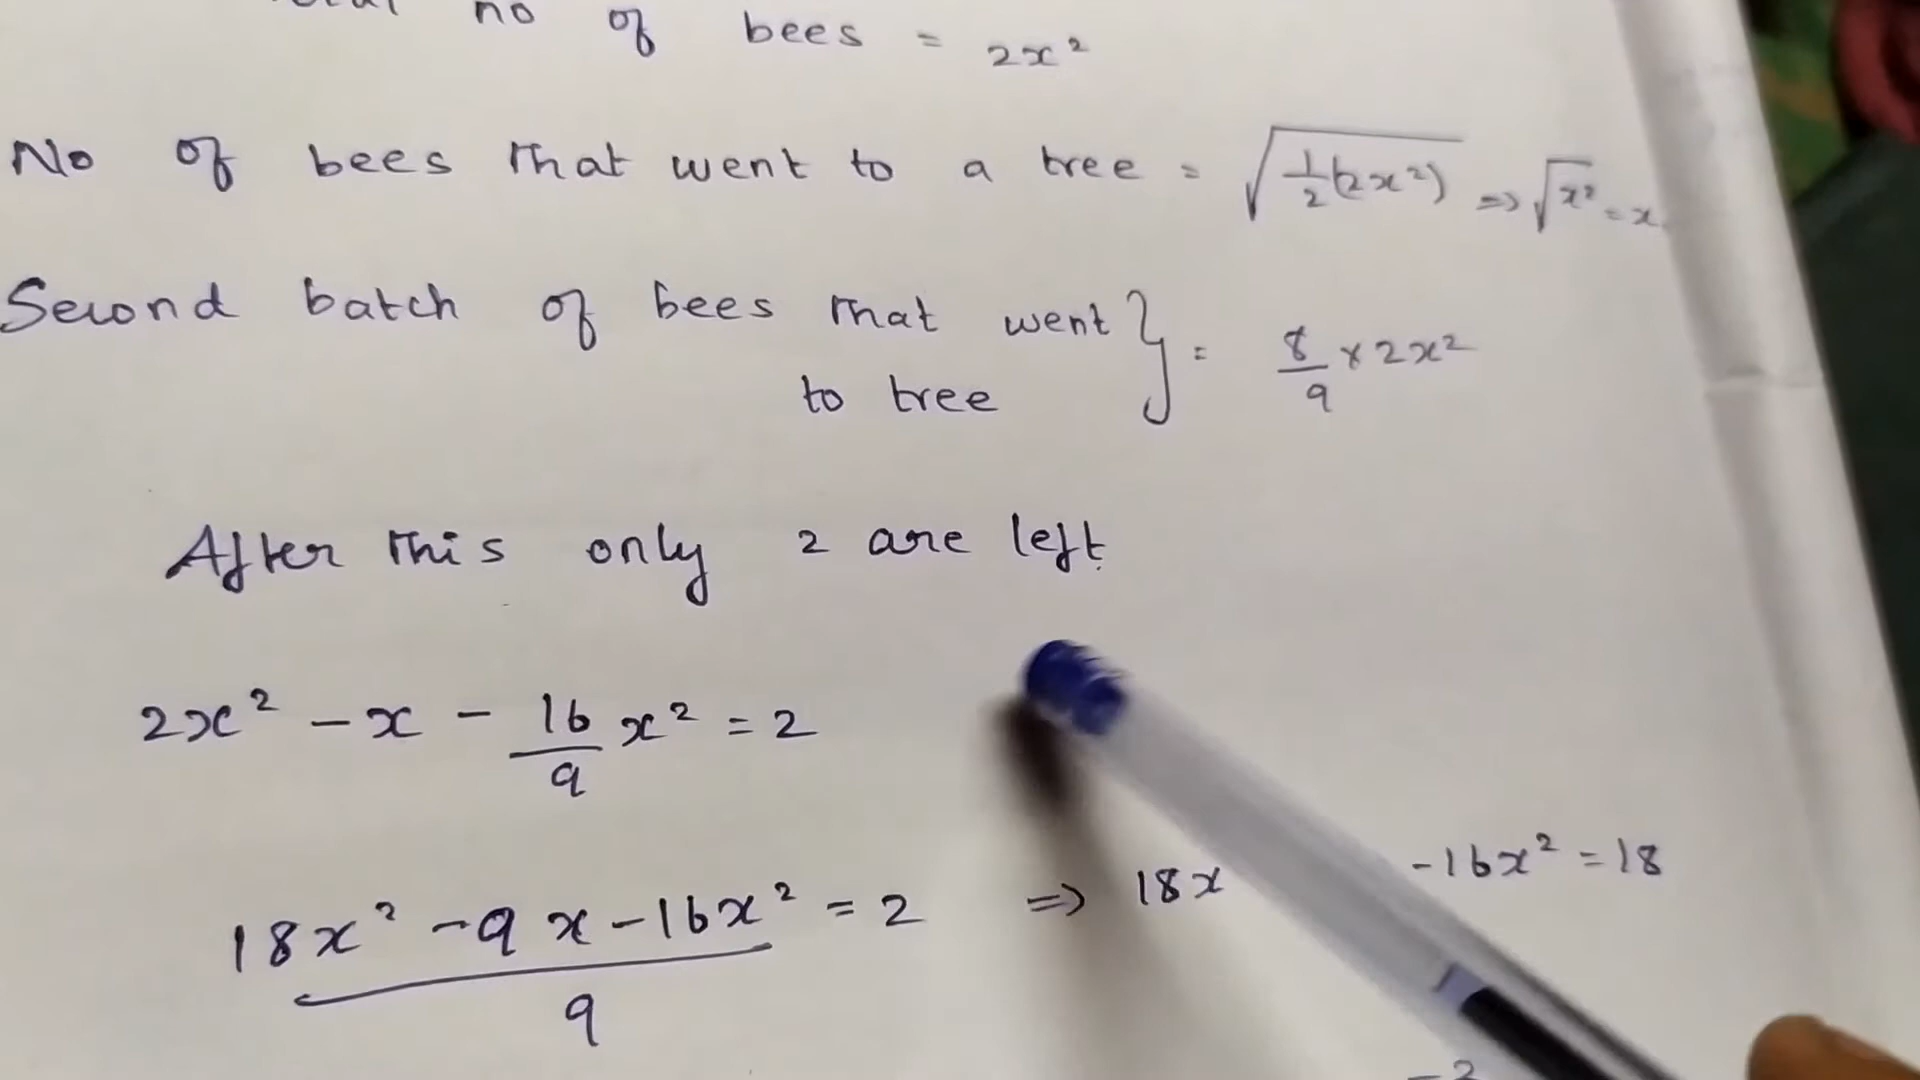 no of bees = 2x²
No of bees that went to a tree = √(1/2(2x²)) => √x² = x
Second batch of bees that went } = 8/9 × 2x²
to tree
After this only 2 are left.
2x² - x - 16/9 x² = 2
18x² - 9x - 16x² / 9 = 2 => 18x -16x² = 18